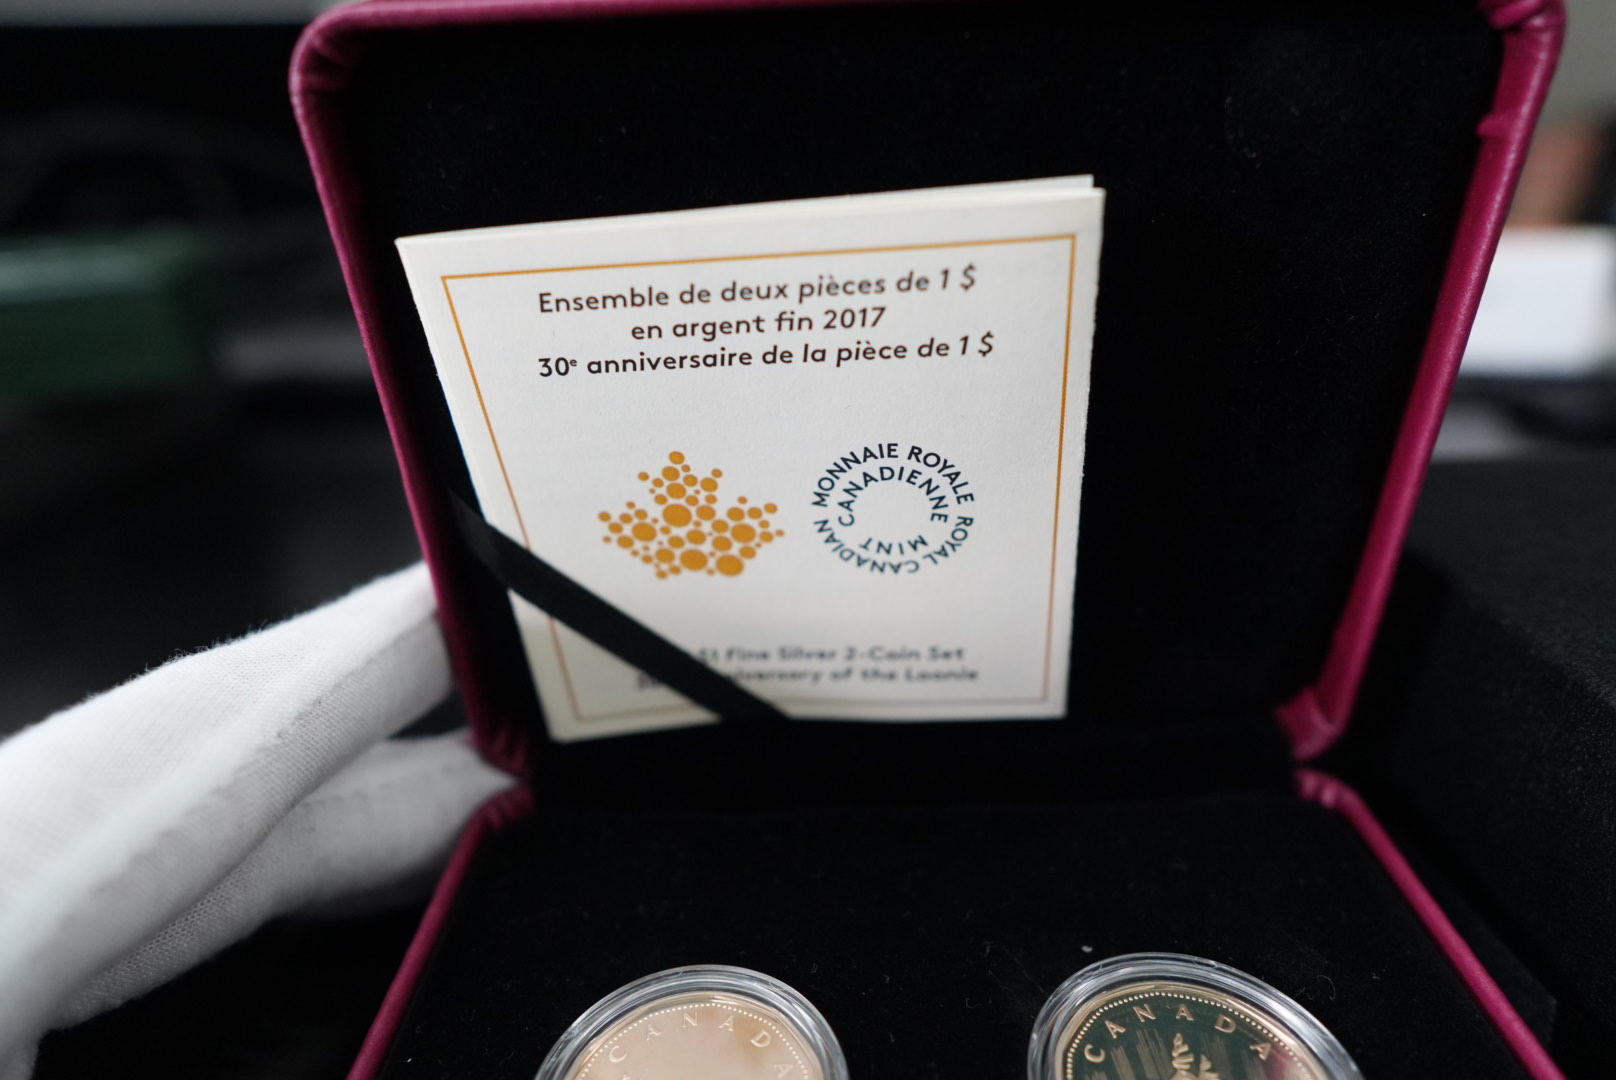 Ensemble de deux pièces de 1 $
en argent fin 2017
30e anniversaire de la pièce de 1 $
MONNAIE ROYALE
CANADIENNE
ROYAL CANADIAN
MINT
$1 Fine Silver 2-Coin Set
of the Loonie
CANADA
CANADA